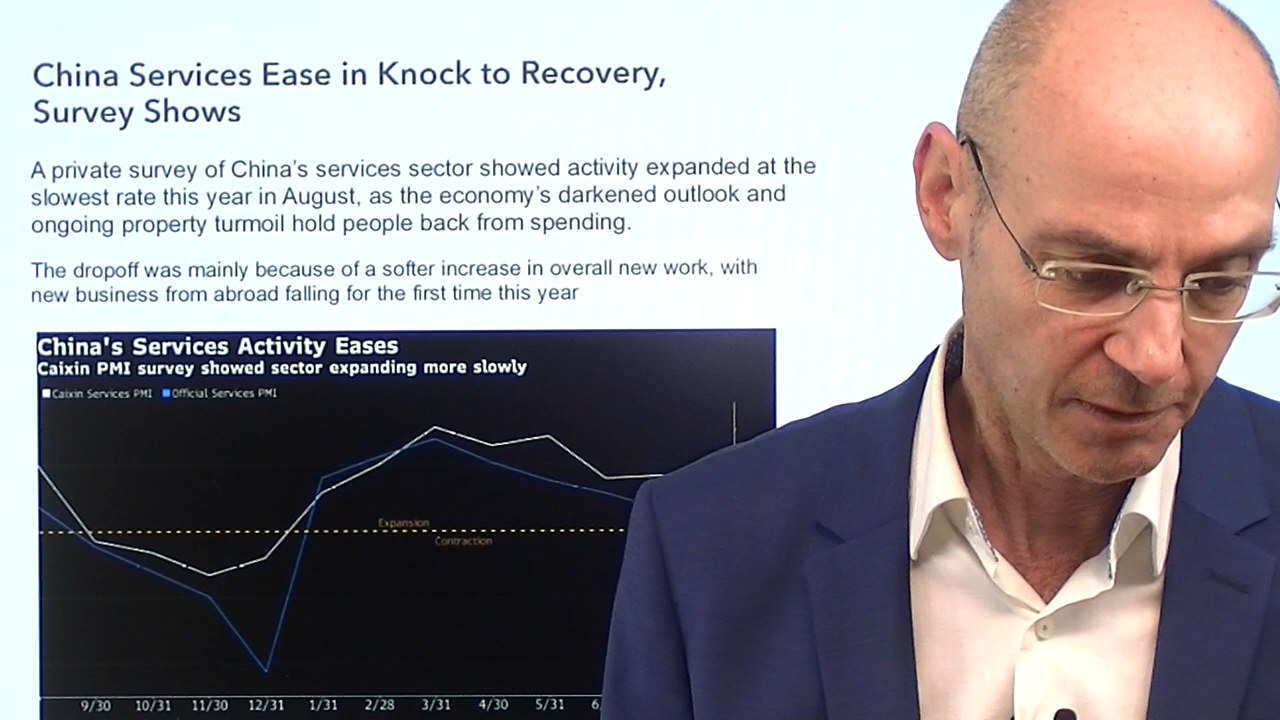 China Services Ease in Knock to Recovery,
Survey Shows
A private survey of China's services sector showed activity expanded at the
slowest rate this year in August, as the economy's darkened outlook and
ongoing property turmoil hold people back from spending.
The dropoff was mainly because of a softer increase in overall new work, with
new business from abroad falling for the first time this year
China's Services Activity Eases
Caixin PMI survey showed sector expanding more slowly
Caixin Services PMI Official Services PMI
Expansion
Contraction
9/30 10/31 11/30 12/31 1/31 2/28 3/31 4/30 5/31